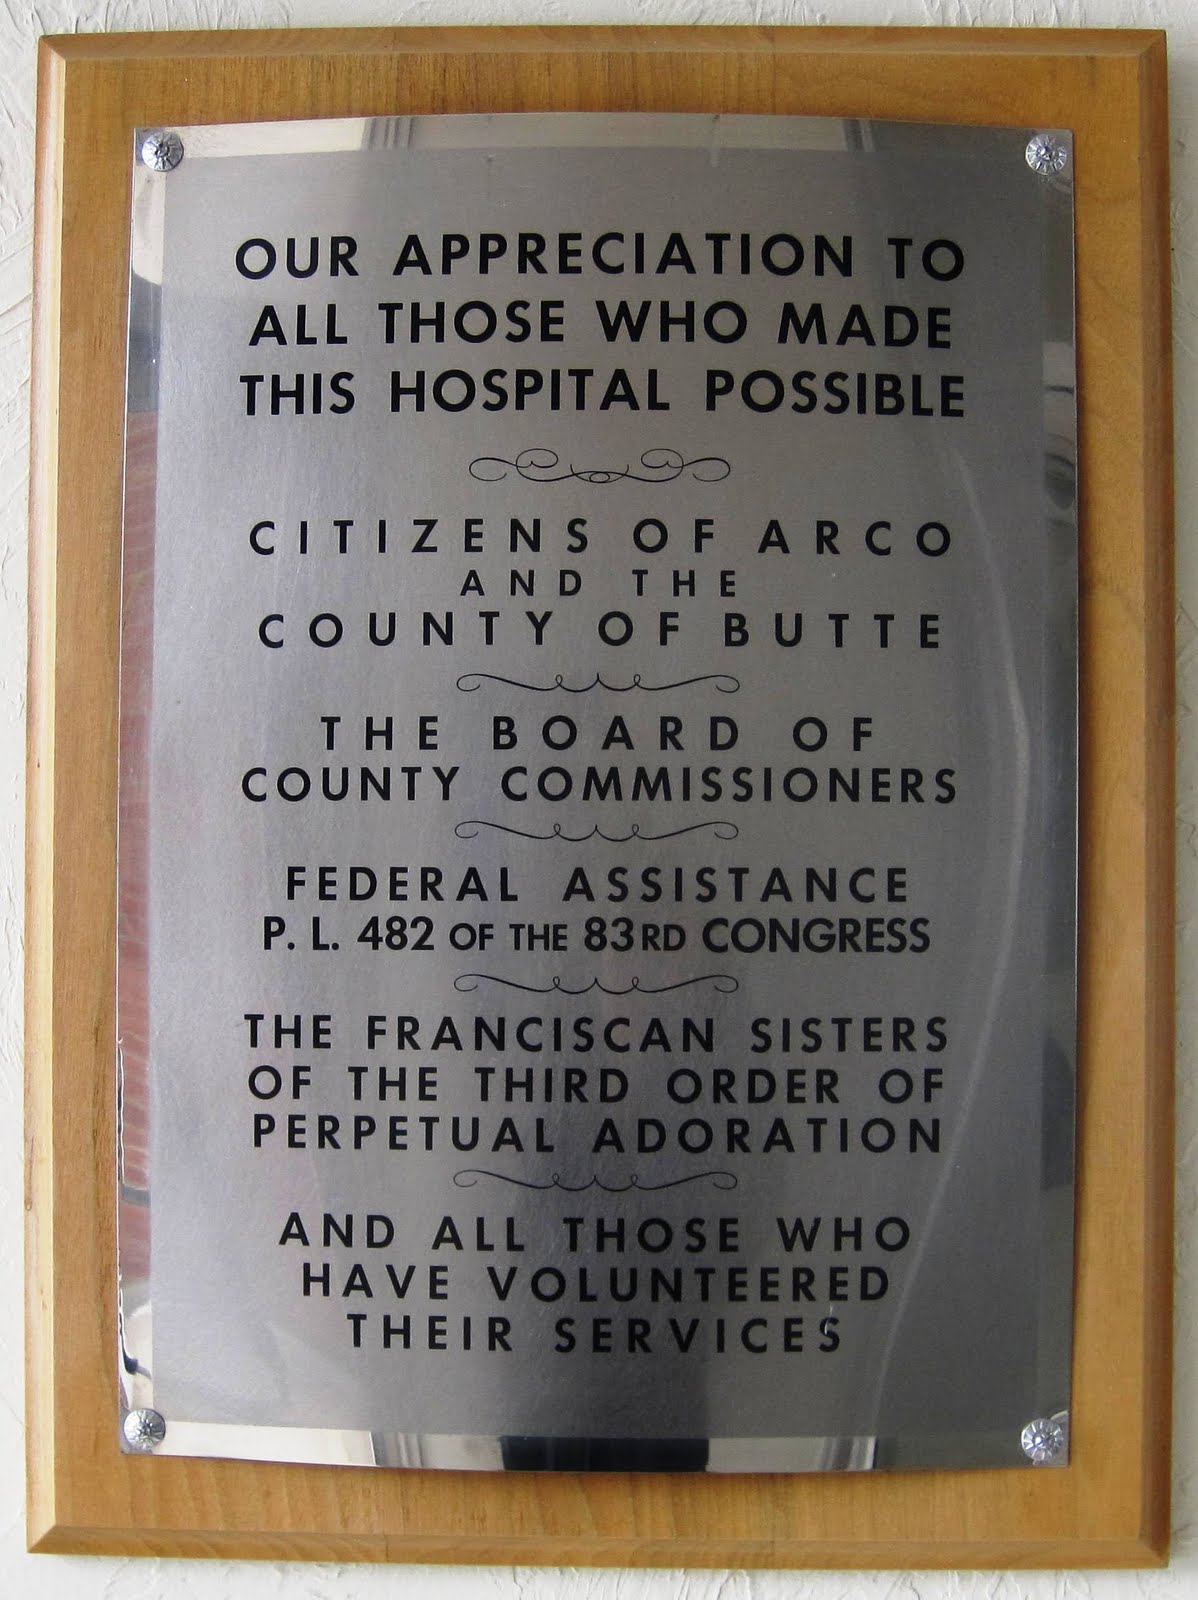 OUR APPRECIATION TO
ALL THOSE WHO MADE
THIS HOSPITAL POSSIBLE
CITIZENS OF ARCO
AND THE
COUNTY OF BUTTE
THE BOARD OF
COUNTY COMMISSIONERS
FEDERAL ASSISTANCE
P. L. 482 OF THE 83RD CONGRESS
THE FRANCISCAN SISTERS
OF THE THIRD ORDER OF
PERPETUAL ADORATION
AND ALL THOSE WHO
HAVE VOLUNTEERED
THEIR SERVICES